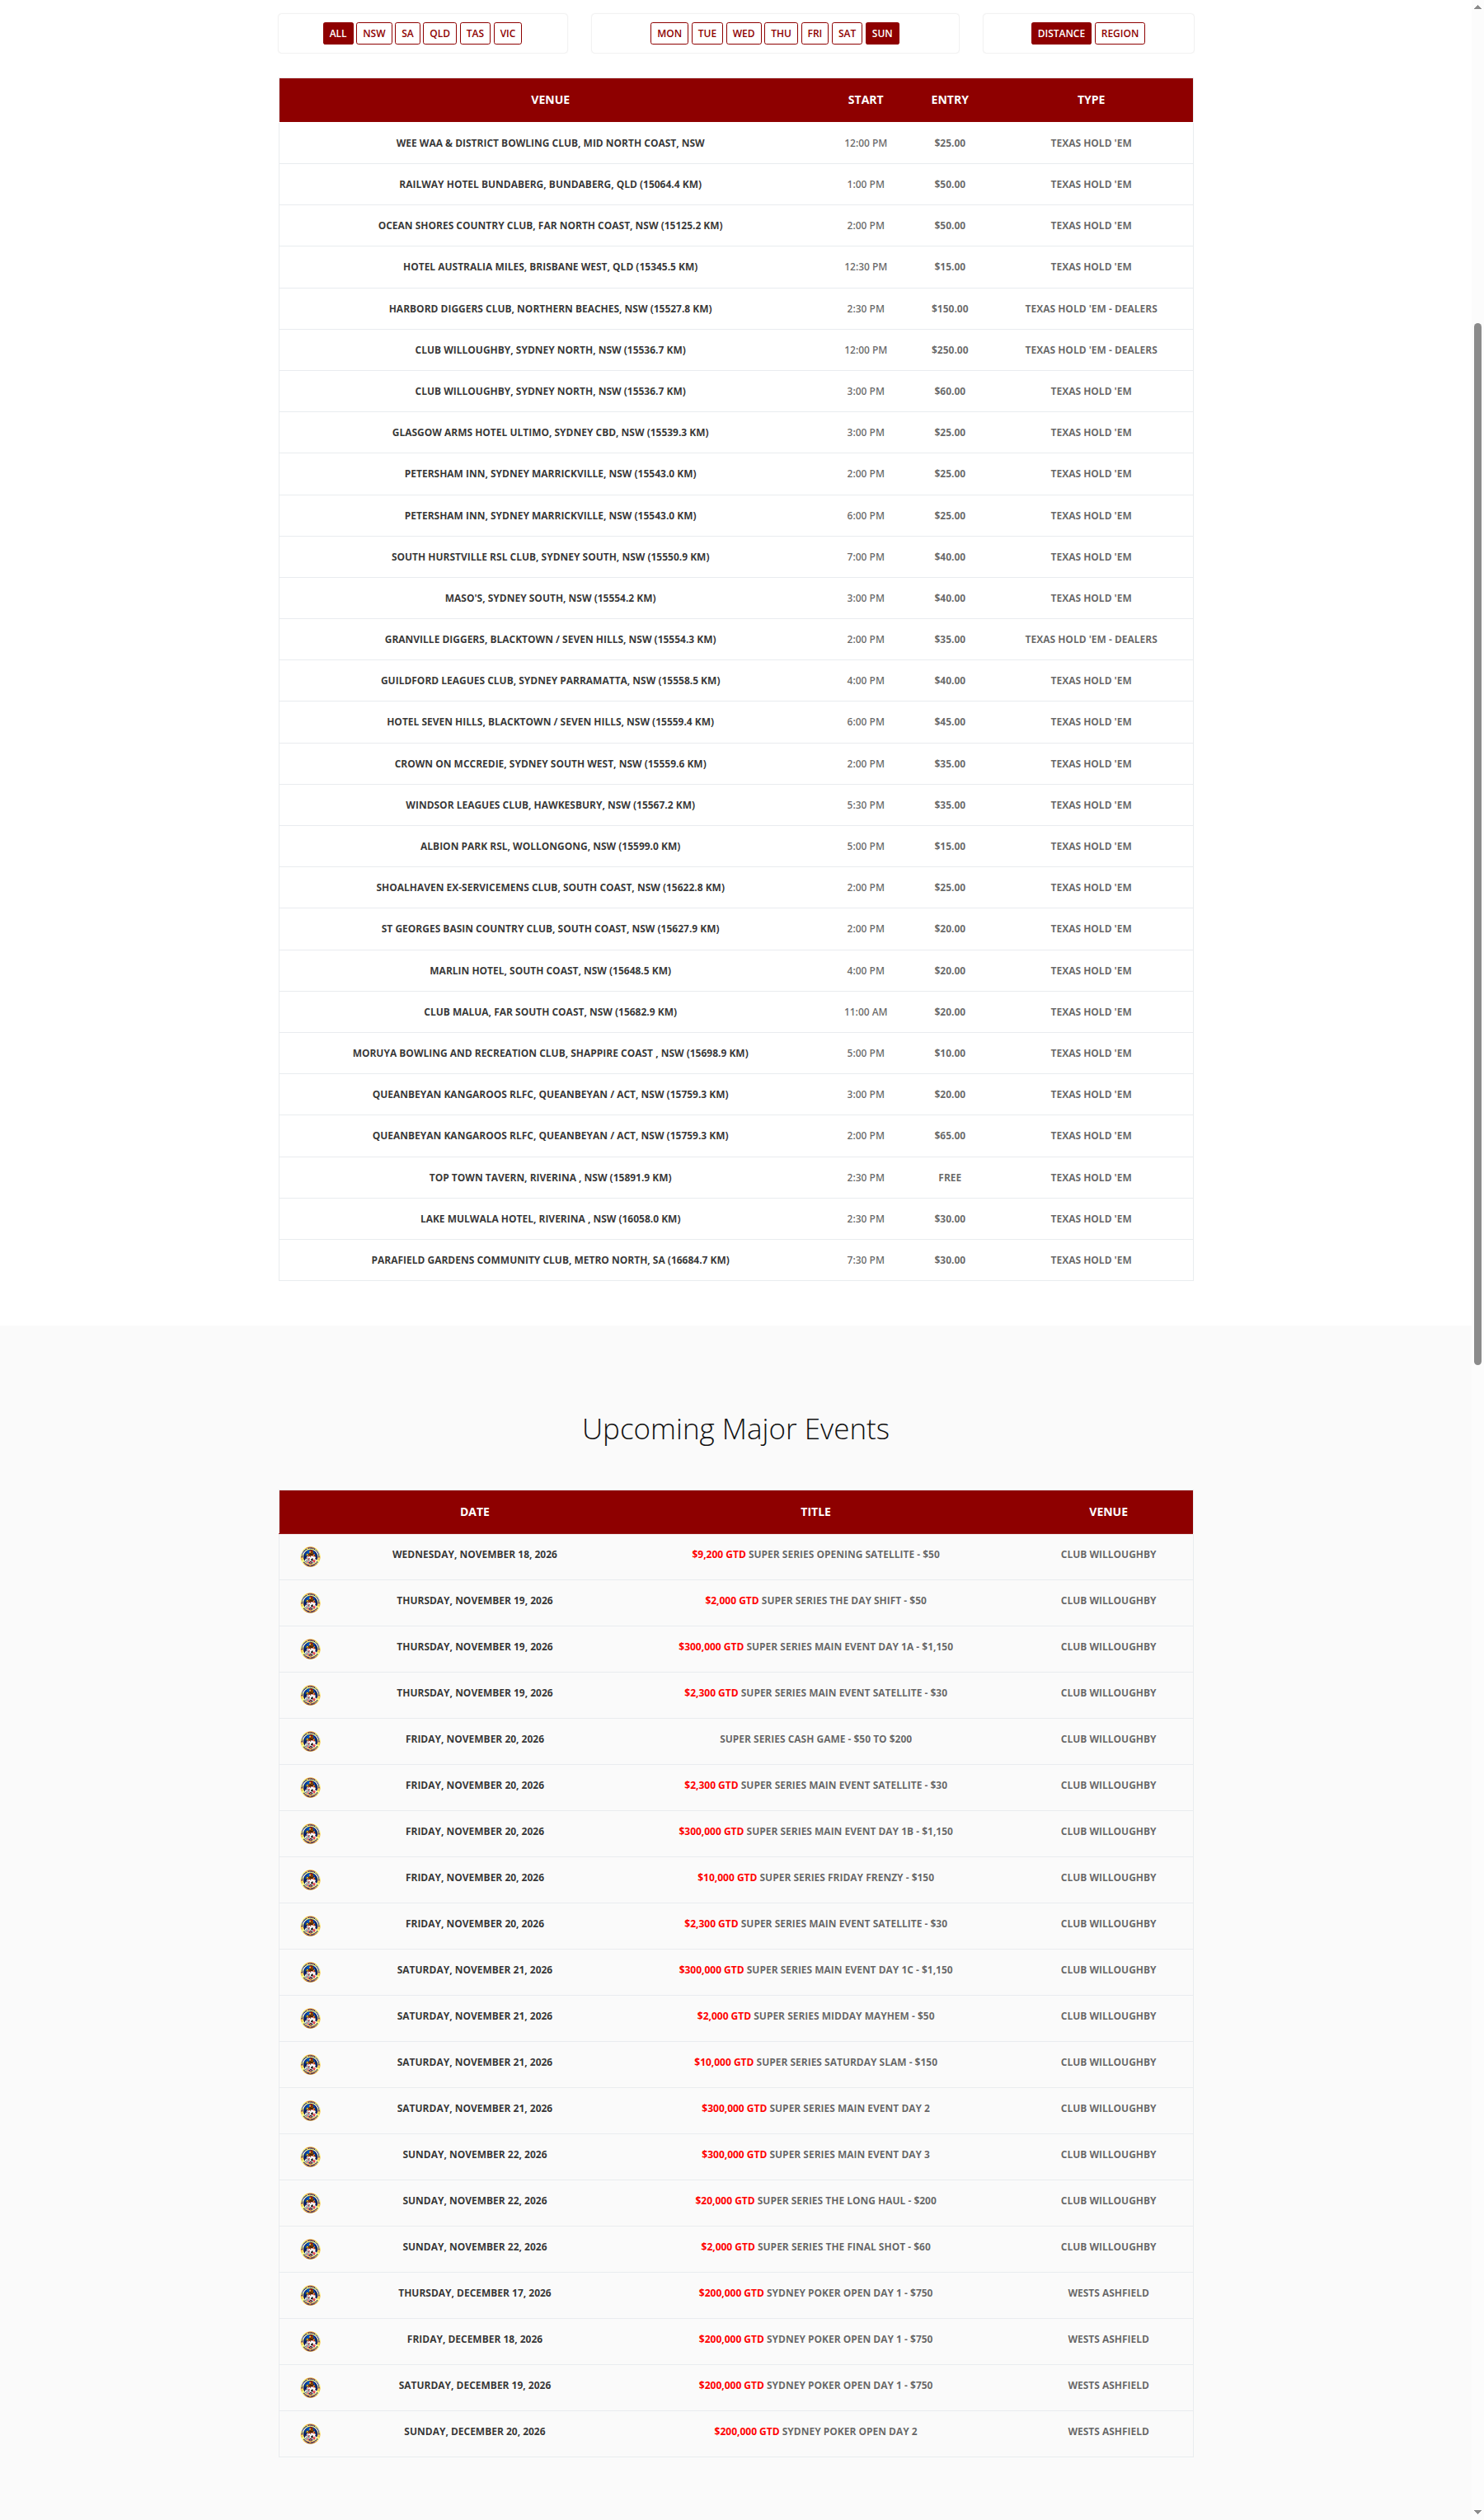 ALL NSW SA QLD TAS VIC MON TUE WED THU FRI SAT SUN DISTANCE REGION
VENUE START ENTRY TYPE
WEE WAA & DISTRICT BOWLING CLUB, MID NORTH COAST, NSW 12:00 PM $25.00 TEXAS HOLD 'EM
RAILWAY HOTEL BUNDABERG, BUNDABERG, QLD (15064.4 KM) 1:00 PM $50.00 TEXAS HOLD 'EM
OCEAN SHORES COUNTRY CLUB, FAR NORTH COAST, NSW (15125.2 KM) 2:00 PM $50.00 TEXAS HOLD 'EM
HOTEL AUSTRALIA MILES, BRISBANE WEST, QLD (15345.5 KM) 12:30 PM $15.00 TEXAS HOLD 'EM
HARBORD DIGGERS CLUB, NORTHERN BEACHES, NSW (15527.8 KM) 2:30 PM $150.00 TEXAS HOLD 'EM - DEALERS
CLUB WILLOUGHBY, SYDNEY NORTH, NSW (15536.7 KM) 12:00 PM $250.00 TEXAS HOLD 'EM - DEALERS
CLUB WILLOUGHBY, SYDNEY NORTH, NSW (15536.7 KM) 3:00 PM $60.00 TEXAS HOLD 'EM
GLASGOW ARMS HOTEL ULTIMO, SYDNEY CBD, NSW (15539.3 KM) 3:00 PM $25.00 TEXAS HOLD 'EM
PETERSHAM INN, SYDNEY MARRICKVILLE, NSW (15543.0 KM) 2:00 PM $25.00 TEXAS HOLD 'EM
PETERSHAM INN, SYDNEY MARRICKVILLE, NSW (15543.0 KM) 6:00 PM $25.00 TEXAS HOLD 'EM
SOUTH HURSTVILLE RSL CLUB, SYDNEY SOUTH, NSW (15550.9 KM) 7:00 PM $40.00 TEXAS HOLD 'EM
MASO'S, SYDNEY SOUTH, NSW (15554.2 KM) 3:00 PM $40.00 TEXAS HOLD 'EM
GRANVILLE DIGGERS, BLACKTOWN / SEVEN HILLS, NSW (15554.3 KM) 2:00 PM $35.00 TEXAS HOLD 'EM - DEALERS
GUILDFORD LEAGUES CLUB, SYDNEY PARRAMATTA, NSW (15558.5 KM) 4:00 PM $40.00 TEXAS HOLD 'EM
HOTEL SEVEN HILLS, BLACKTOWN / SEVEN HILLS, NSW (15559.4 KM) 6:00 PM $45.00 TEXAS HOLD 'EM
CROWN ON MCCREDIE, SYDNEY SOUTH WEST, NSW (15559.6 KM) 2:00 PM $35.00 TEXAS HOLD 'EM
WINDSOR LEAGUES CLUB, HAWKESBURY, NSW (15567.2 KM) 5:30 PM $35.00 TEXAS HOLD 'EM
ALBION PARK RSL, WOLLONGONG, NSW (15599.0 KM) 5:00 PM $15.00 TEXAS HOLD 'EM
SHOALHAVEN EX-SERVICEMENS CLUB, SOUTH COAST, NSW (15622.8 KM) 2:00 PM $25.00 TEXAS HOLD 'EM
ST GEORGES BASIN COUNTRY CLUB, SOUTH COAST, NSW (15627.9 KM) 2:00 PM $20.00 TEXAS HOLD 'EM
MARLIN HOTEL, SOUTH COAST, NSW (15648.5 KM) 4:00 PM $20.00 TEXAS HOLD 'EM
CLUB MALUA, FAR SOUTH COAST, NSW (15682.9 KM) 11:00 AM $20.00 TEXAS HOLD 'EM
MORUYA BOWLING AND RECREATION CLUB, SHAPPIRE COAST , NSW (15698.9 KM) 5:00 PM $10.00 TEXAS HOLD 'EM
QUEANBEYAN KANGAROOS RLFC, QUEANBEYAN / ACT, NSW (15759.3 KM) 3:00 PM $20.00 TEXAS HOLD 'EM
QUEANBEYAN KANGAROOS RLFC, QUEANBEYAN / ACT, NSW (15759.3 KM) 2:00 PM $65.00 TEXAS HOLD 'EM
TOP TOWN TAVERN, RIVERINA , NSW (15891.9 KM) 2:30 PM FREE TEXAS HOLD 'EM
LAKE MULWALA HOTEL, RIVERINA , NSW (16058.0 KM) 2:30 PM $30.00 TEXAS HOLD 'EM
PARAFIELD GARDENS COMMUNITY CLUB, METRO NORTH, SA (16684.7 KM) 7:30 PM $30.00 TEXAS HOLD 'EM
Upcoming Major Events
DATE TITLE VENUE
WEDNESDAY, NOVEMBER 18, 2026 $9,200 GTD SUPER SERIES OPENING SATELLITE - $50 CLUB WILLOUGHBY
THURSDAY, NOVEMBER 19, 2026 $2,000 GTD SUPER SERIES THE DAY SHIFT - $50 CLUB WILLOUGHBY
THURSDAY, NOVEMBER 19, 2026 $300,000 GTD SUPER SERIES MAIN EVENT DAY 1A - $1,150 CLUB WILLOUGHBY
THURSDAY, NOVEMBER 19, 2026 $2,300 GTD SUPER SERIES MAIN EVENT SATELLITE - $30 CLUB WILLOUGHBY
FRIDAY, NOVEMBER 20, 2026 SUPER SERIES CASH GAME - $50 TO $200 CLUB WILLOUGHBY
FRIDAY, NOVEMBER 20, 2026 $2,300 GTD SUPER SERIES MAIN EVENT SATELLITE - $30 CLUB WILLOUGHBY
FRIDAY, NOVEMBER 20, 2026 $300,000 GTD SUPER SERIES MAIN EVENT DAY 1B - $1,150 CLUB WILLOUGHBY
FRIDAY, NOVEMBER 20, 2026 $10,000 GTD SUPER SERIES FRIDAY FRENZY - $150 CLUB WILLOUGHBY
FRIDAY, NOVEMBER 20, 2026 $2,300 GTD SUPER SERIES MAIN EVENT SATELLITE - $30 CLUB WILLOUGHBY
SATURDAY, NOVEMBER 21, 2026 $300,000 GTD SUPER SERIES MAIN EVENT DAY 1C - $1,150 CLUB WILLOUGHBY
SATURDAY, NOVEMBER 21, 2026 $2,000 GTD SUPER SERIES MIDDAY MAYHEM - $50 CLUB WILLOUGHBY
SATURDAY, NOVEMBER 21, 2026 $10,000 GTD SUPER SERIES SATURDAY SLAM - $150 CLUB WILLOUGHBY
SATURDAY, NOVEMBER 21, 2026 $300,000 GTD SUPER SERIES MAIN EVENT DAY 2 CLUB WILLOUGHBY
SUNDAY, NOVEMBER 22, 2026 $300,000 GTD SUPER SERIES MAIN EVENT DAY 3 CLUB WILLOUGHBY
SUNDAY, NOVEMBER 22, 2026 $20,000 GTD SUPER SERIES THE LONG HAUL - $200 CLUB WILLOUGHBY
SUNDAY, NOVEMBER 22, 2026 $2,000 GTD SUPER SERIES THE FINAL SHOT - $60 CLUB WILLOUGHBY
THURSDAY, DECEMBER 17, 2026 $200,000 GTD SYDNEY POKER OPEN DAY 1 - $750 WESTS ASHFIELD
FRIDAY, DECEMBER 18, 2026 $200,000 GTD SYDNEY POKER OPEN DAY 1 - $750 WESTS ASHFIELD
SATURDAY, DECEMBER 19, 2026 $200,000 GTD SYDNEY POKER OPEN DAY 1 - $750 WESTS ASHFIELD
SUNDAY, DECEMBER 20, 2026 $200,000 GTD SYDNEY POKER OPEN DAY 2 WESTS ASHFIELD